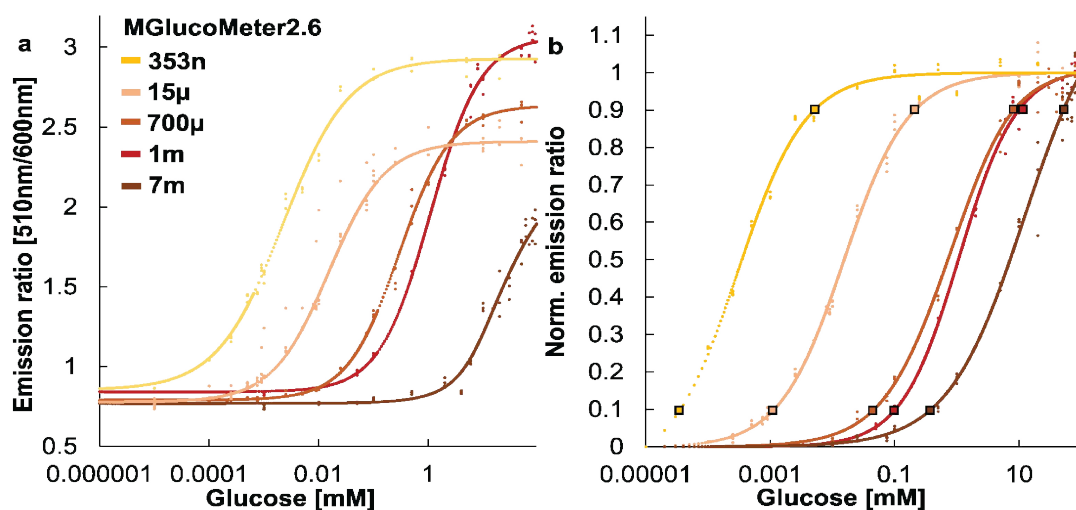 a
MGlucoMeter2.6
353n
15µ
700µ
1m
7m
Emission ratio [510nm/600nm]
3
2.5
2
1.5
1
0.5
0.000001 0.0001 0.01 1
Glucose [mM]
b
Norm. emission ratio
1.1
1
0.9
0.8
0.7
0.6
0.5
0.4
0.3
0.2
0.1
0
0.00001 0.001 0.1 10
Glucose [mM]